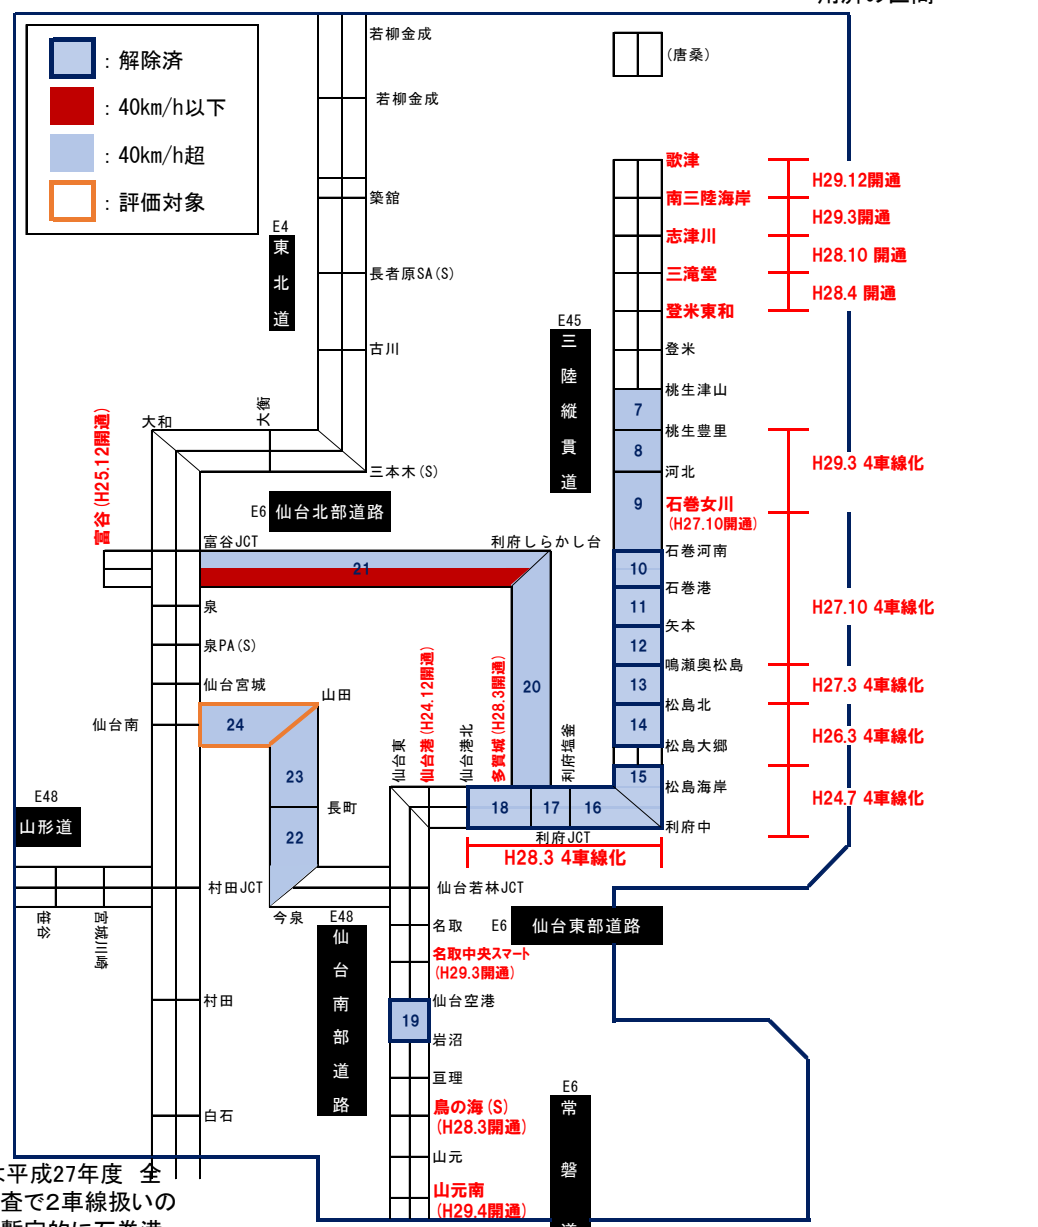 ：解除済
：40km/h以下
：40km/h超
：評価対象
若柳金成
若柳金成
築舘
長者原SA(S)
古川
E4
東北道
大和
大衡
三本木(S)
富谷(H25.12開通)
E6 仙台北部道路
富谷JCT
利府しらかし台
21
泉
泉PA(S)
仙台宮城
山田
仙台南
24
23
長町
22
今泉
E48
山形道
村田JCT
笹谷
宮城川崎
村田
白石
E48
仙台南部道路
(唐桑)
歌津
南三陸海岸
志津川
三滝堂
登米東和
登米
桃生津山
7
桃生豊里
8
河北
9
石巻女川
(H27.10開通)
石巻河南
10
石巻港
11
矢本
12
鳴瀬奥松島
13
松島北
14
松島大郷
15
松島海岸
利府中
E45
三陸縦貫道
H29.12開通
H29.3開通
H28.10 開通
H28.4 開通
H29.3 4車線化
H27.10 4車線化
H27.3 4車線化
H26.3 4車線化
H24.7 4車線化
20
仙台東
仙台港(H24.12開通)
仙台港北
多賀城(H28.3開通)
利府塩釜
18
17
16
利府JCT
H28.3 4車線化
仙台若林JCT
E6
仙台東部道路
名取
名取中央スマート
(H29.3開通)
仙台空港
19
岩沼
亘理
鳥の海(S)
(H28.3開通)
山元
山元南
(H29.4開通)
E6
常磐
平成27年度 全
査で2車線扱いの